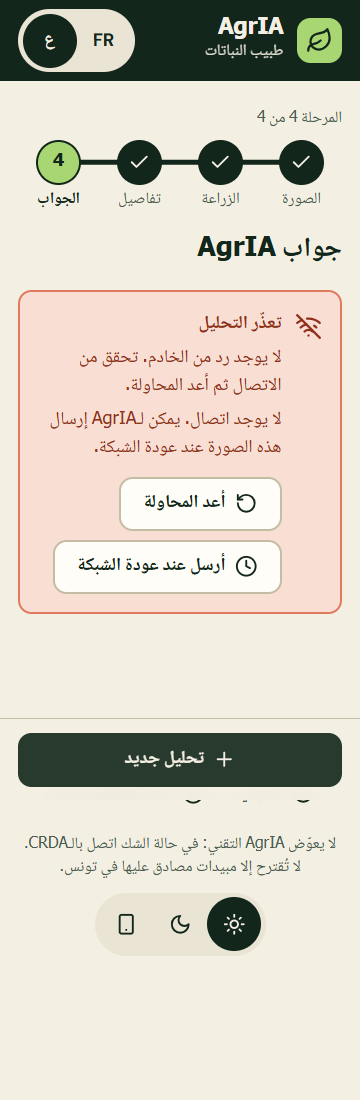 AgrIA
طبيب النباتات
FR
ع
المرحلة 4 من 4
4
الصورة
الزراعة
تفاصيل
الجواب
جواب AgrIA
تعذّر التحليل
لا يوجد رد من الخادم. تحقق من
الاتصال ثم أعد المحاولة.
لا يوجد اتصال. يمكن لـAgrIA إرسال
هذه الصورة عند عودة الشبكة.
أعد المحاولة
أرسل عند عودة الشبكة
تحليل جديد
لا يعوّض AgrIA التقني: في حالة الشك اتصل بالـCRDA.
لا تُقترح إلا مبيدات مصادق عليها في تونس.